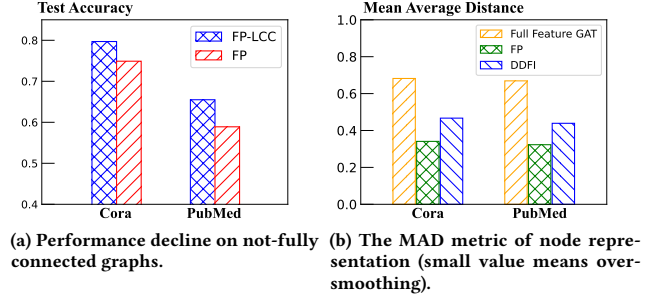 Test Accuracy
0.8
0.7
0.6
0.5
0.4
FP-LCC
FP
Cora
PubMed
(a) Performance decline on not-fully
connected graphs.
Mean Average Distance
1.0
0.8
0.6
0.4
0.2
0.0
Full Feature GAT
FP
DDFI
Cora
PubMed
(b) The MAD metric of node repre-
sentation (small value means over-
smoothing).